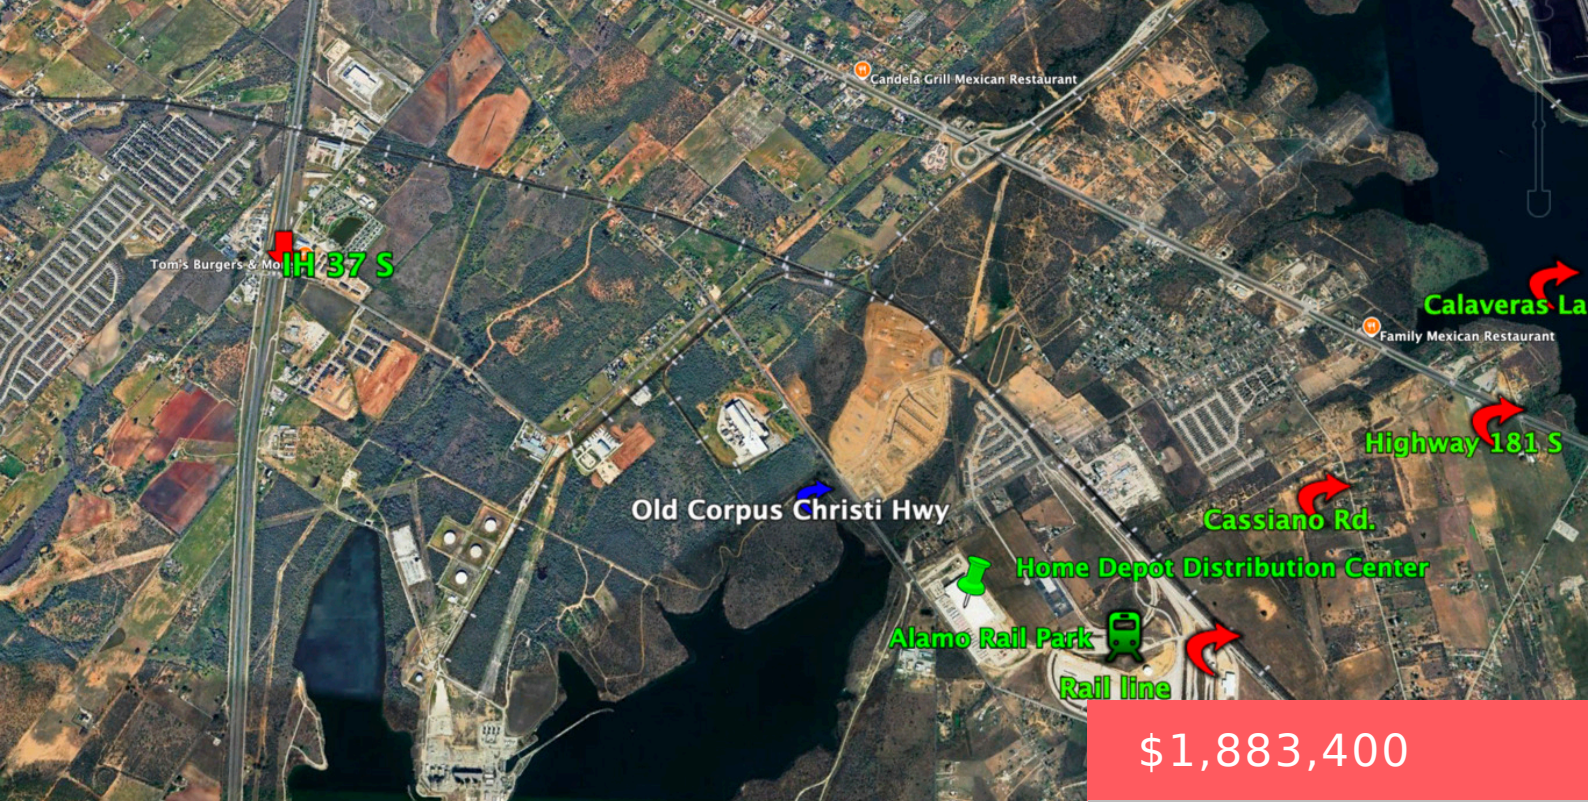 Candela Grill Mexican Restaurant
Tom's Burgers & Mo
IH 37 S
Calaveras La
Family Mexican Restaurant
Highway 181 S
Old Corpus Christi Hwy
Cassiano Rd.
Home Depot Distribution Center
Alamo Rail Park
Rail line
$1,883,400